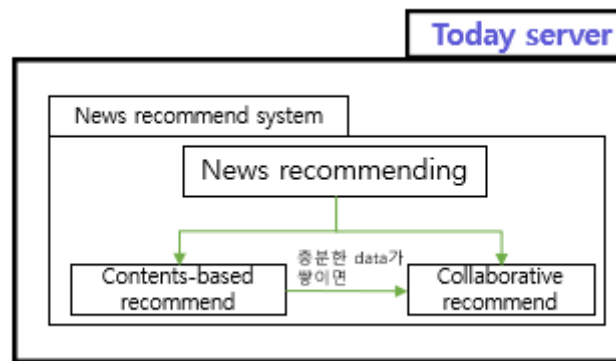 Today server
News recommend system
News recommending
충분한 data가
쌓이면
Contents-based
recommend
Collaborative
recommend